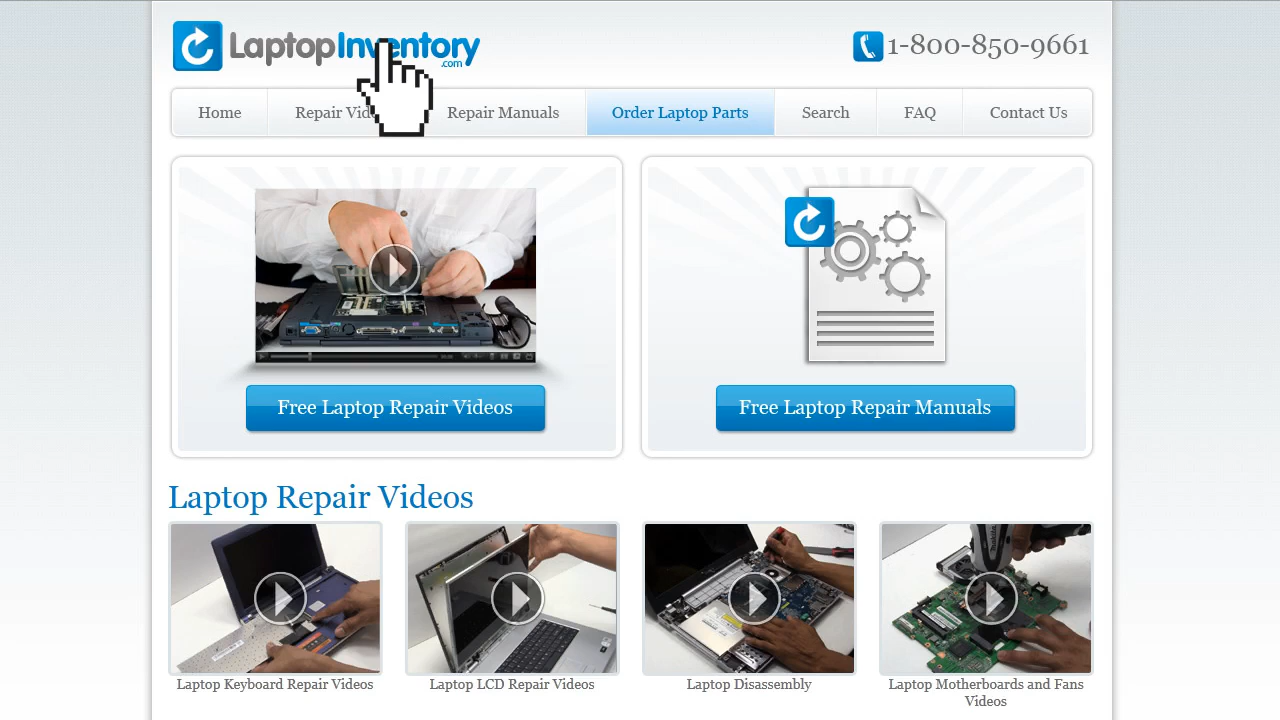 LaptopInventory
.com
1-800-850-9661
Home
Repair Vid
Repair Manuals
Order Laptop Parts
Search
FAQ
Contact Us
Free Laptop Repair Videos
Free Laptop Repair Manuals
Laptop Repair Videos
Laptop Keyboard Repair Videos
Laptop LCD Repair Videos
Laptop Disassembly
Laptop Motherboards and Fans
Videos